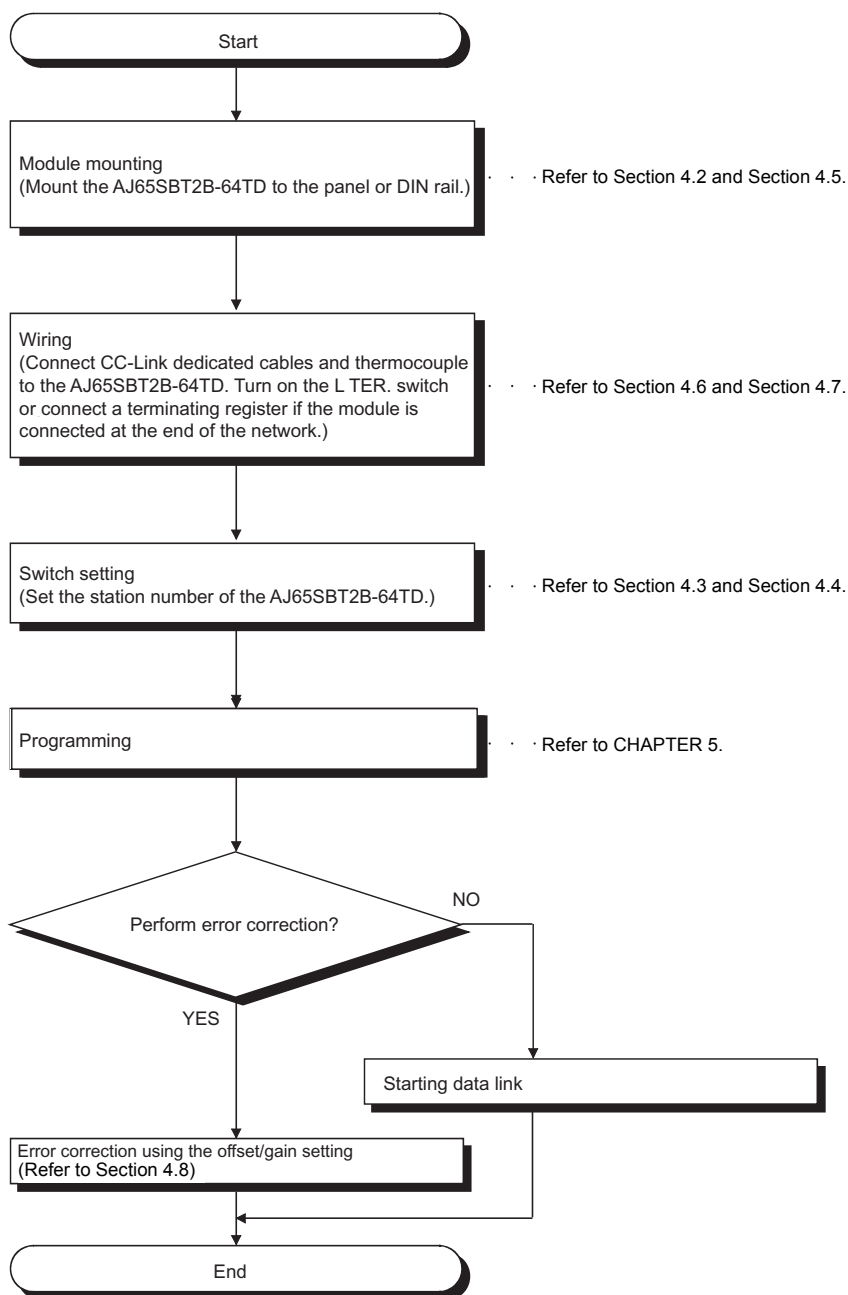 Start
Module mounting
(Mount the AJ65SBT2B-64TD to the panel or DIN rail.)
· · · Refer to Section 4.2 and Section 4.5.
Wiring
(Connect CC-Link dedicated cables and thermocouple
to the AJ65SBT2B-64TD. Turn on the L TER. switch
or connect a terminating register if the module is
connected at the end of the network.)
· · · Refer to Section 4.6 and Section 4.7.
Switch setting
(Set the station number of the AJ65SBT2B-64TD.)
· · · Refer to Section 4.3 and Section 4.4.
Programming
· · · Refer to CHAPTER 5.
Perform error correction?
NO
YES
Starting data link
Error correction using the offset/gain setting
(Refer to Section 4.8)
End